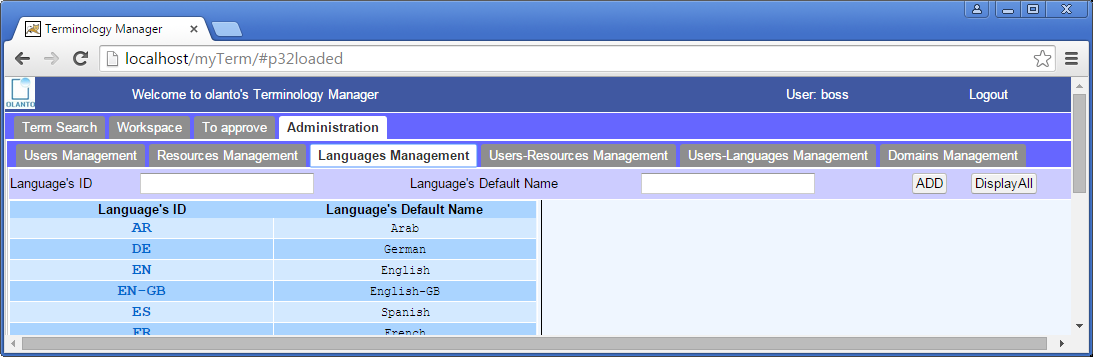 Terminology Manager
localhost/myTerm/#p32loaded
OLANTO
Welcome to olanto's Terminology Manager User: boss Logout
Term Search Workspace To approve Administration
Users Management Resources Management Languages Management Users-Resources Management Users-Languages Management Domains Management
Language's ID Language's Default Name ADD DisplayAll
Language's ID Language's Default Name
AR Arab
DE German
EN English
EN-GB English-GB
ES Spanish
FR French